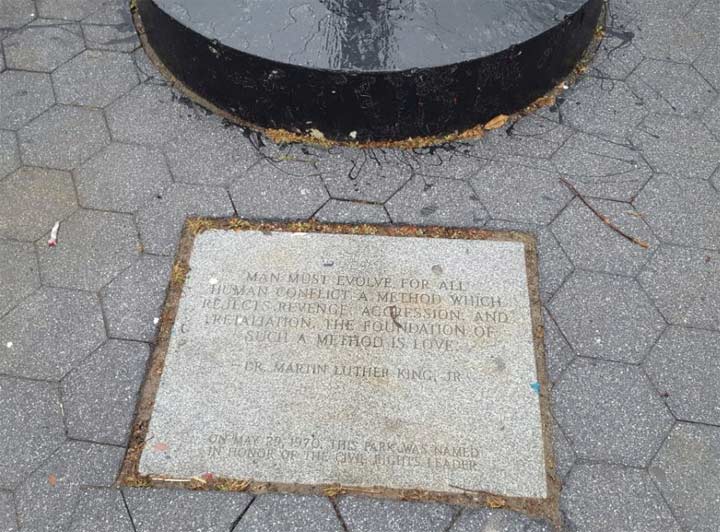 MAN MUST EVOLVE FOR ALL
HUMAN CONFLICT A METHOD WHICH
REJECTS REVENGE, AGGRESSION, AND
RETALIATION. THE FOUNDATION OF
SUCH A METHOD IS LOVE.
— DR. MARTIN LUTHER KING, JR.
ON MAY 29, 1970, THIS PARK WAS NAMED
IN HONOR OF THE CIVIL RIGHTS LEADER